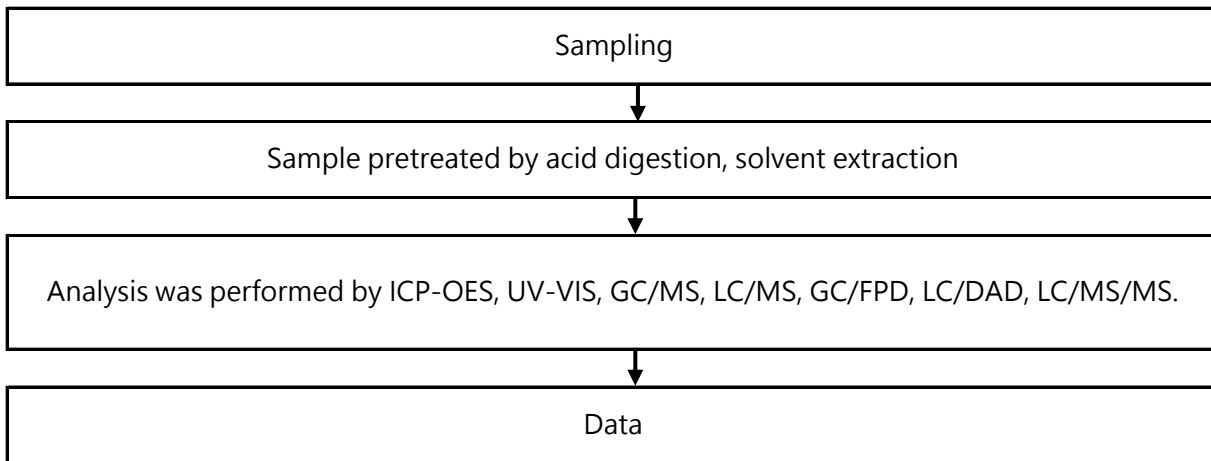 Sampling
Sample pretreated by acid digestion, solvent extraction
Analysis was performed by ICP-OES, UV-VIS, GC/MS, LC/MS, GC/FPD, LC/DAD, LC/MS/MS.
Data